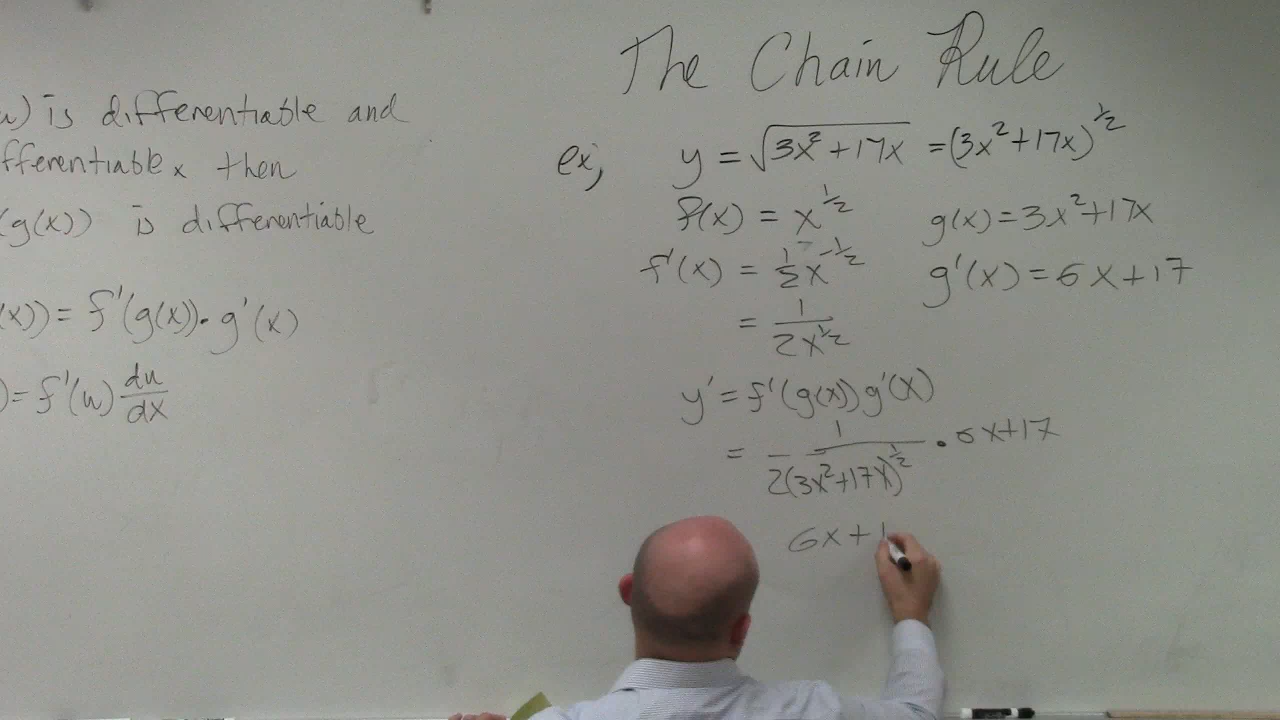 The Chain Rule
u) is differentiable and
fferentiable x then
(g(x)) is differentiable
(x)) = f'(g(x)) • g'(x)
) = f'(u) du/dx
ex, y = √3x²+17x = (3x²+17x)^½
f(x) = x^½ g(x) = 3x²+17x
f'(x) = ½x^-½ g'(x) = 6x+17
= 1/2x^½
y' = f'(g(x))g'(x)
= 1/2(3x²+17x)^½ • 6x+17
6x+1